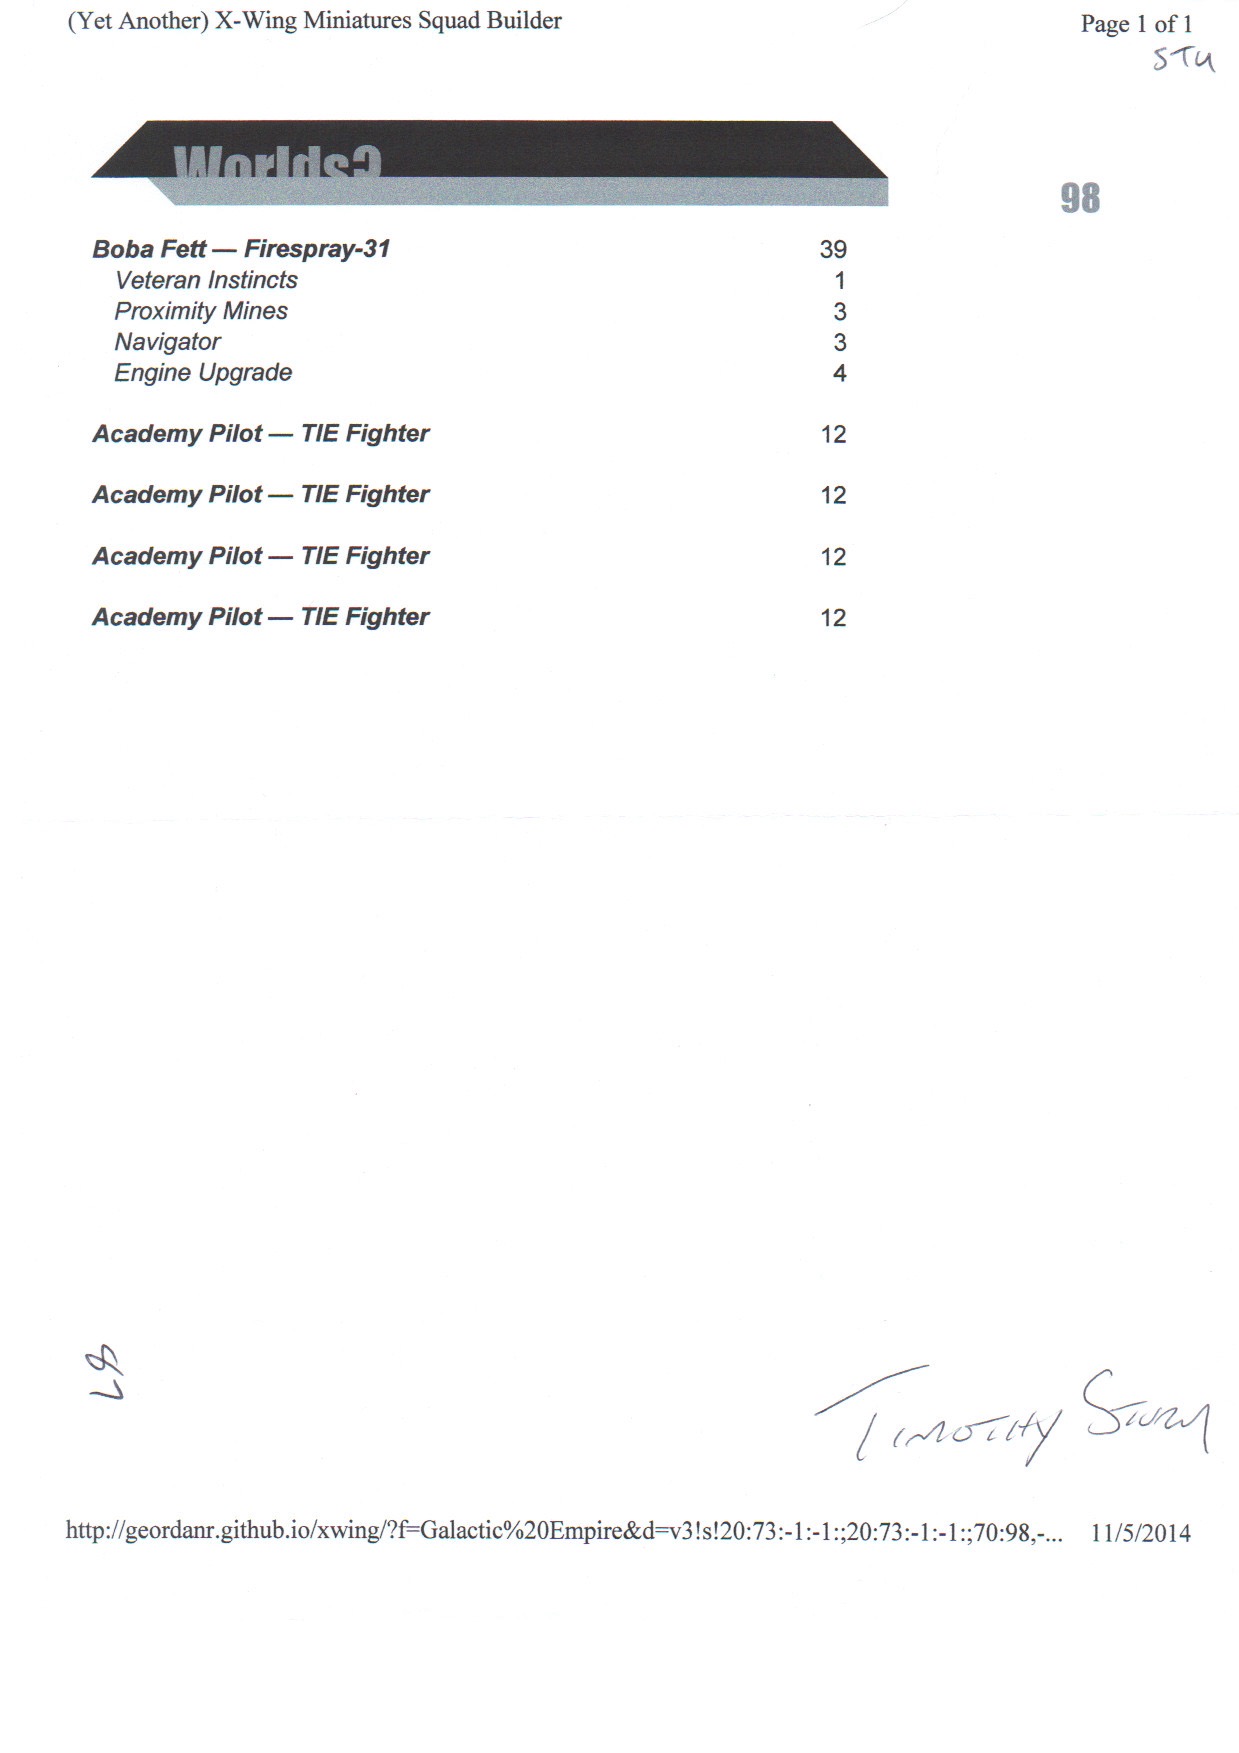 (Yet Another) X-Wing Miniatures Squad Builder Page 1 of 1
STU
Worlds3
98
Boba Fett — Firespray-31 39
Veteran Instincts 1
Proximity Mines 3
Navigator 3
Engine Upgrade 4
Academy Pilot — TIE Fighter 12
Academy Pilot — TIE Fighter 12
Academy Pilot — TIE Fighter 12
Academy Pilot — TIE Fighter 12
87
TIMOTHY STURM
http://geordanr.github.io/xwing/?f=Galactic%20Empire&d=v3!s!20:73:-1:-1:;20:73:-1:-1:;70:98,-... 11/5/2014